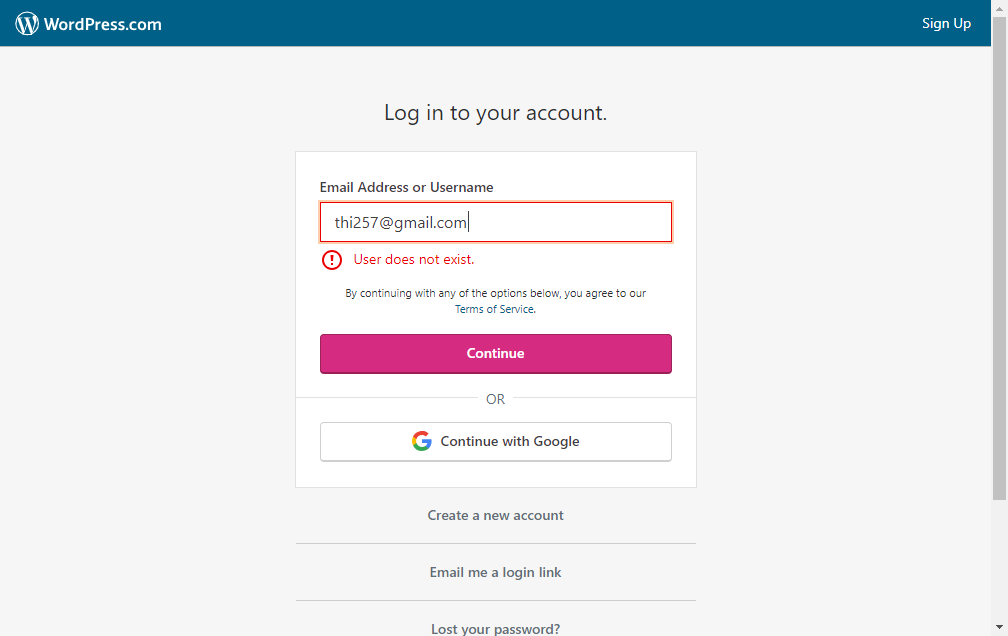 WordPress.com
Sign Up
Log in to your account.
Email Address or Username
thi257@gmail.com
User does not exist.
By continuing with any of the options below, you agree to our
Terms of Service.
Continue
OR
Continue with Google
Create a new account
Email me a login link
Lost your password?